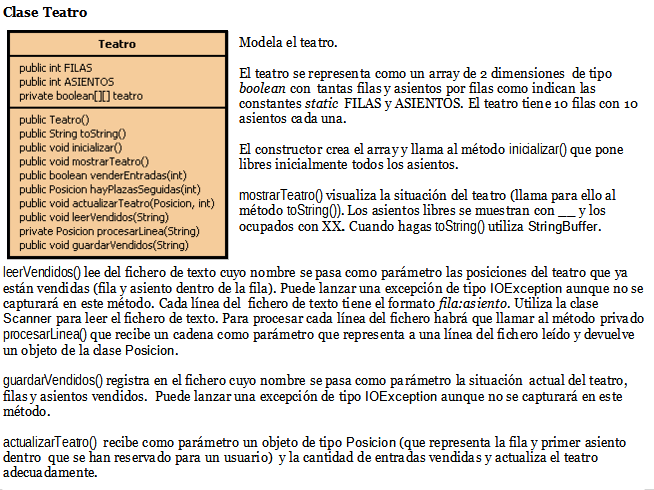 Clase Teatro
Teatro
public int FILAS
public int ASIENTOS
private boolean[][] teatro
public Teatro()
public String toString()
public void inicializar()
public void mostrarTeatro()
public boolean venderEntradas(int)
public Posicion hayPlazasSeguidas(int)
public void actualizarTeatro(Posicion, int)
public void leerVendidos(String)
private Posicion procesarLinea(String)
public void guardarVendidos(String)
Modela el teatro.
El teatro se representa como un array de 2 dimensiones de tipo
boolean con tantas filas y asientos por filas como indican las
constantes static FILAS y ASIENTOS. El teatro tiene 10 filas con 10
asientos cada una.
El constructor crea el array y llama al método inicializar() que pone
libres inicialmente todos los asientos.
mostrarTeatro() visualiza la situación del teatro (llama para ello al
método toString()). Los asientos libres se muestran con __ y los
ocupados con XX. Cuando hagas toString() utiliza StringBuffer.
leerVendidos() lee del fichero de texto cuyo nombre se pasa como parámetro las posiciones del teatro que ya
están vendidas (fila y asiento dentro de la fila). Puede lanzar una excepción de tipo IOException aunque no se
capturará en este método. Cada línea del fichero de texto tiene el formato fila:asiento. Utiliza la clase
Scanner para leer el fichero de texto. Para procesar cada línea del fichero habrá que llamar al método privado
procesarLinea() que recibe un cadena como parámetro que representa a una línea del fichero leído y devuelve
un objeto de la clase Posicion.
guardarVendidos() registra en el fichero cuyo nombre se pasa como parámetro la situación actual del teatro,
filas y asientos vendidos. Puede lanzar una excepción de tipo IOException aunque no se capturará en este
método.
actualizarTeatro() recibe como parámetro un objeto de tipo Posicion (que representa la fila y primer asiento
dentro que se han reservado para un usuario) y la cantidad de entradas vendidas y actualiza el teatro
adecuadamente.